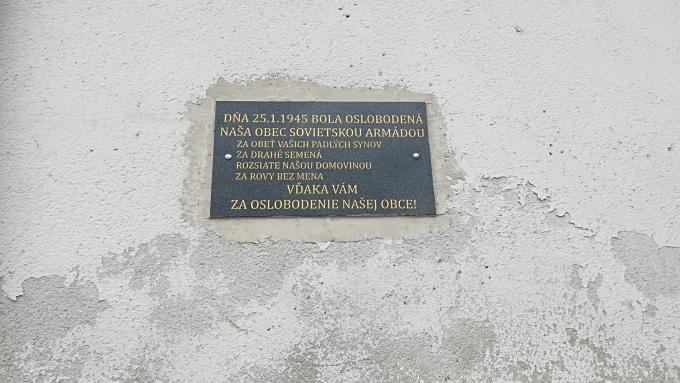 DŇA 25.1.1945 BOLA OSLOBODENÁ
NAŠA OBEC SOVIETSKOU ARMÁDOU
ZA OBEŤ VAŠICH PADLÝCH SYNOV
ZA DRAHÉ SEMENÁ
ROZSIATE NAŠOU DOMOVINOU
ZA ROVY BEZ MENA
VĎAKA VÁM
ZA OSLOBODENIE NAŠEJ OBCE!